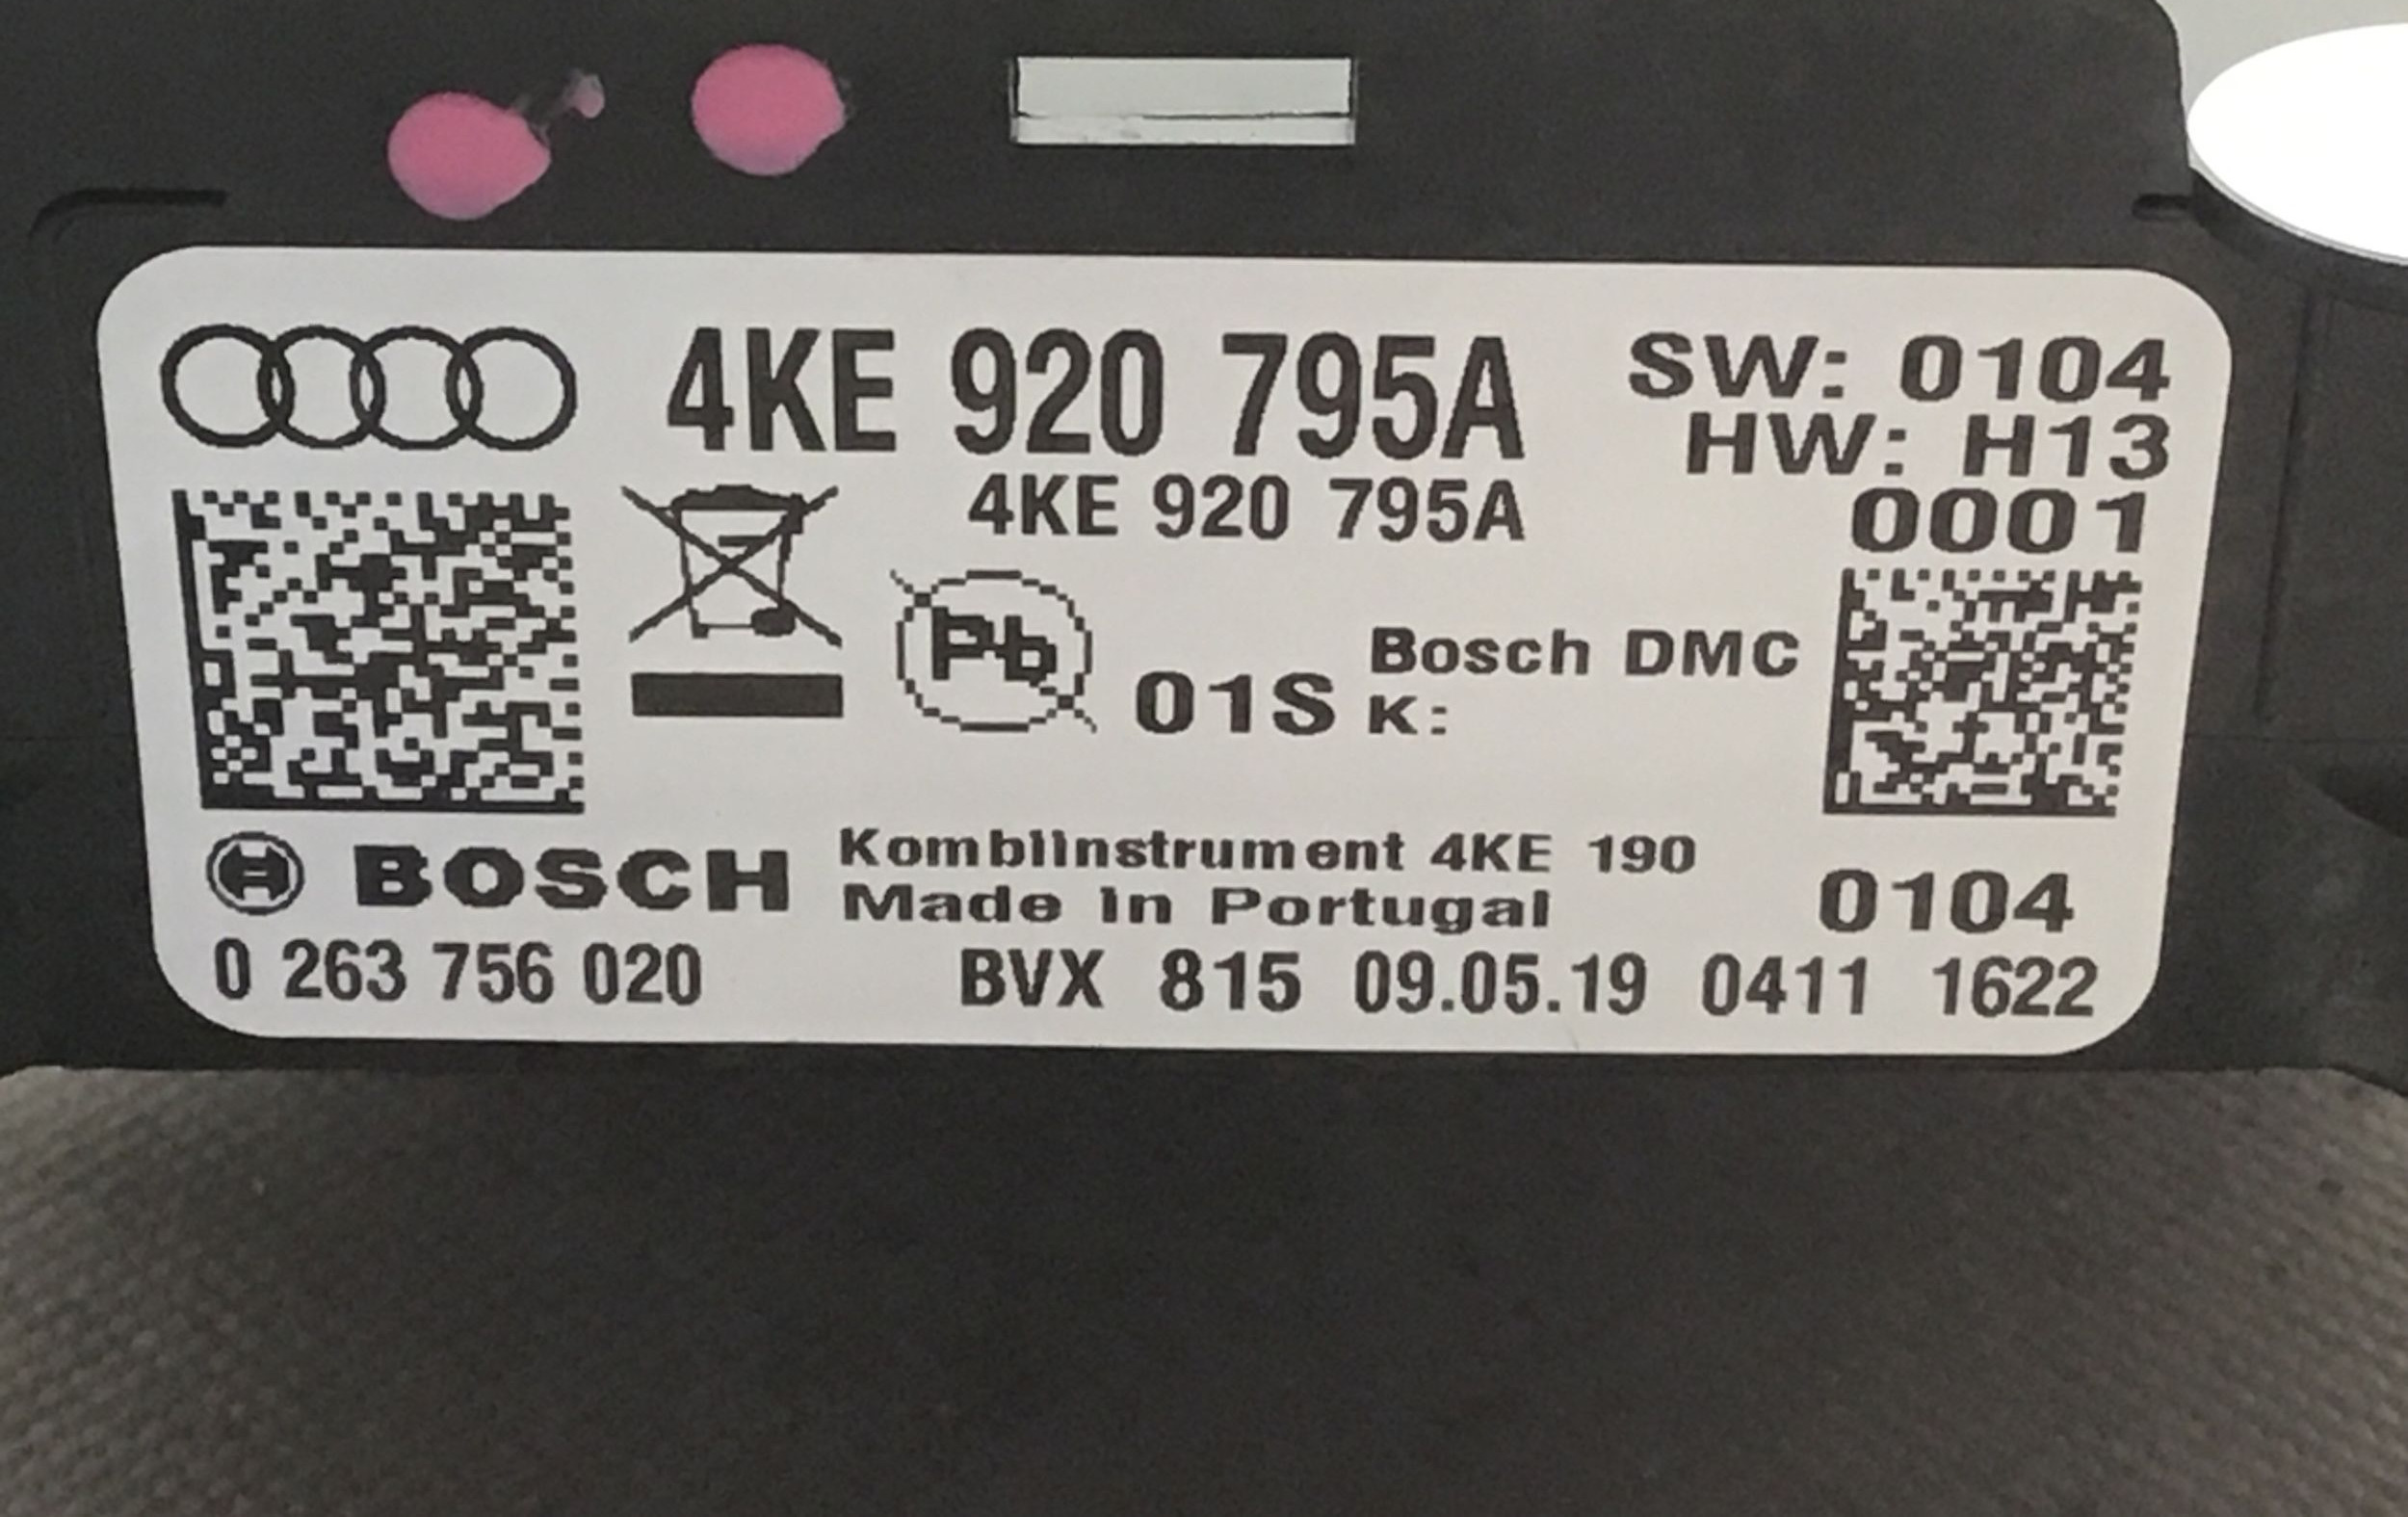 4KE 920 795A
SW: 0104
HW: H13
4KE 920 795A
0001
Pb
01S
Bosch DMC
K:
BOSCH
Kombiinstrument 4KE 190
Made in Portugal
0104
0 263 756 020
BVX 815 09.05.19 0411 1622